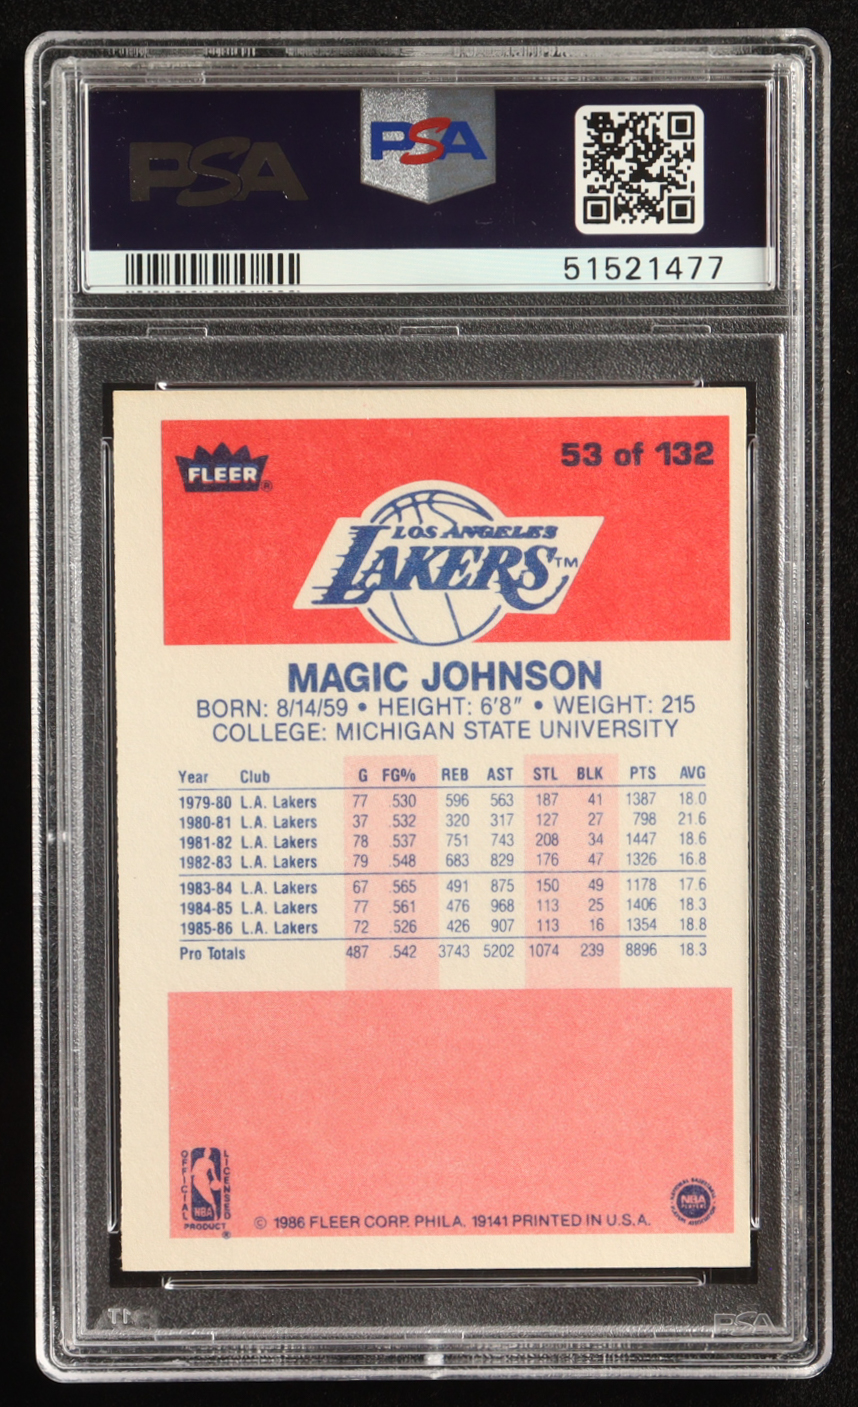 PSA PSA
51521477
FLEER® 53 of 132
LOS ANGELES
LAKERS™
MAGIC JOHNSON
BORN: 8/14/59 • HEIGHT: 6'8" • WEIGHT: 215
COLLEGE: MICHIGAN STATE UNIVERSITY
Year Club G FG% REB AST STL BLK PTS AVG
1979-80 L.A. Lakers 77 .530 596 563 187 41 1387 18.0
1980-81 L.A. Lakers 37 .532 320 317 127 27 798 21.6
1981-82 L.A. Lakers 78 .537 751 743 208 34 1447 18.6
1982-83 L.A. Lakers 79 .548 683 829 176 47 1326 16.8
1983-84 L.A. Lakers 67 .565 491 875 150 49 1178 17.6
1984-85 L.A. Lakers 77 .561 476 968 113 25 1406 18.3
1985-86 L.A. Lakers 72 .526 426 907 113 16 1354 18.8
Pro Totals 487 .542 3743 5202 1074 239 8896 18.3
OFFICIAL LICENSED
NBA
PRODUCT®
NATIONAL BASKETBALL
NBA
PLAYERS
ASSOCIATION
© 1986 FLEER CORP. PHILA. 19141 PRINTED IN U.S.A.
PSA